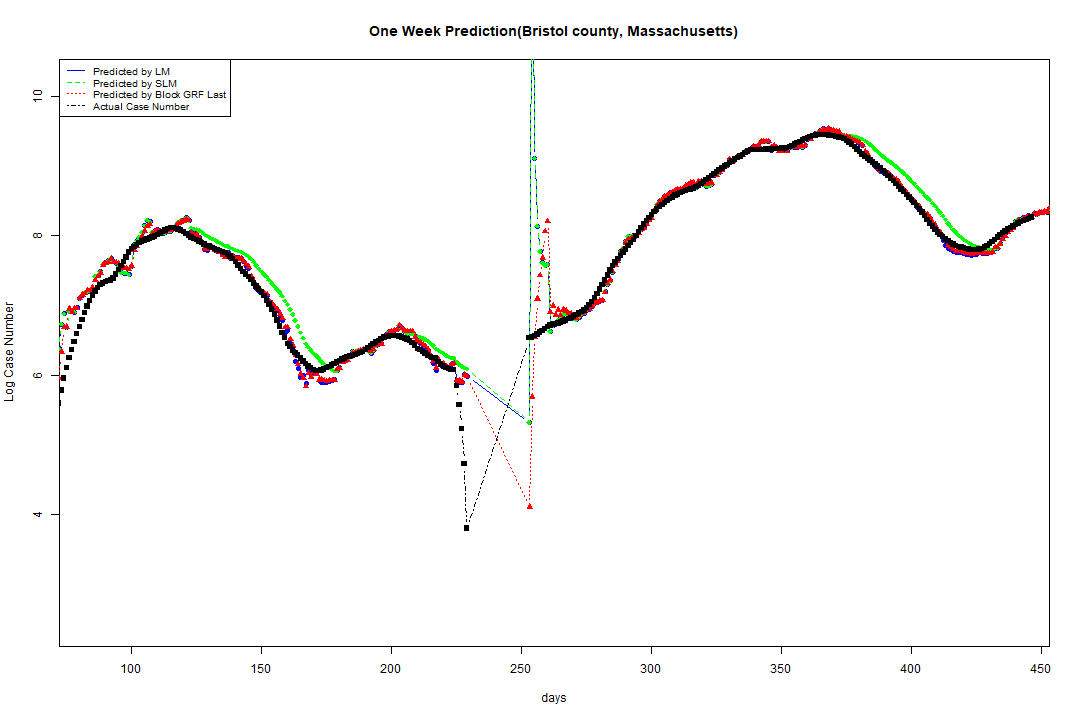 One Week Prediction(Bristol county, Massachusetts)
Predicted by LM
Predicted by SLM
Predicted by Block GRF Last
Actual Case Number
10
8
6
4
Log Case Number
100 150 200 250 300 350 400 450
days